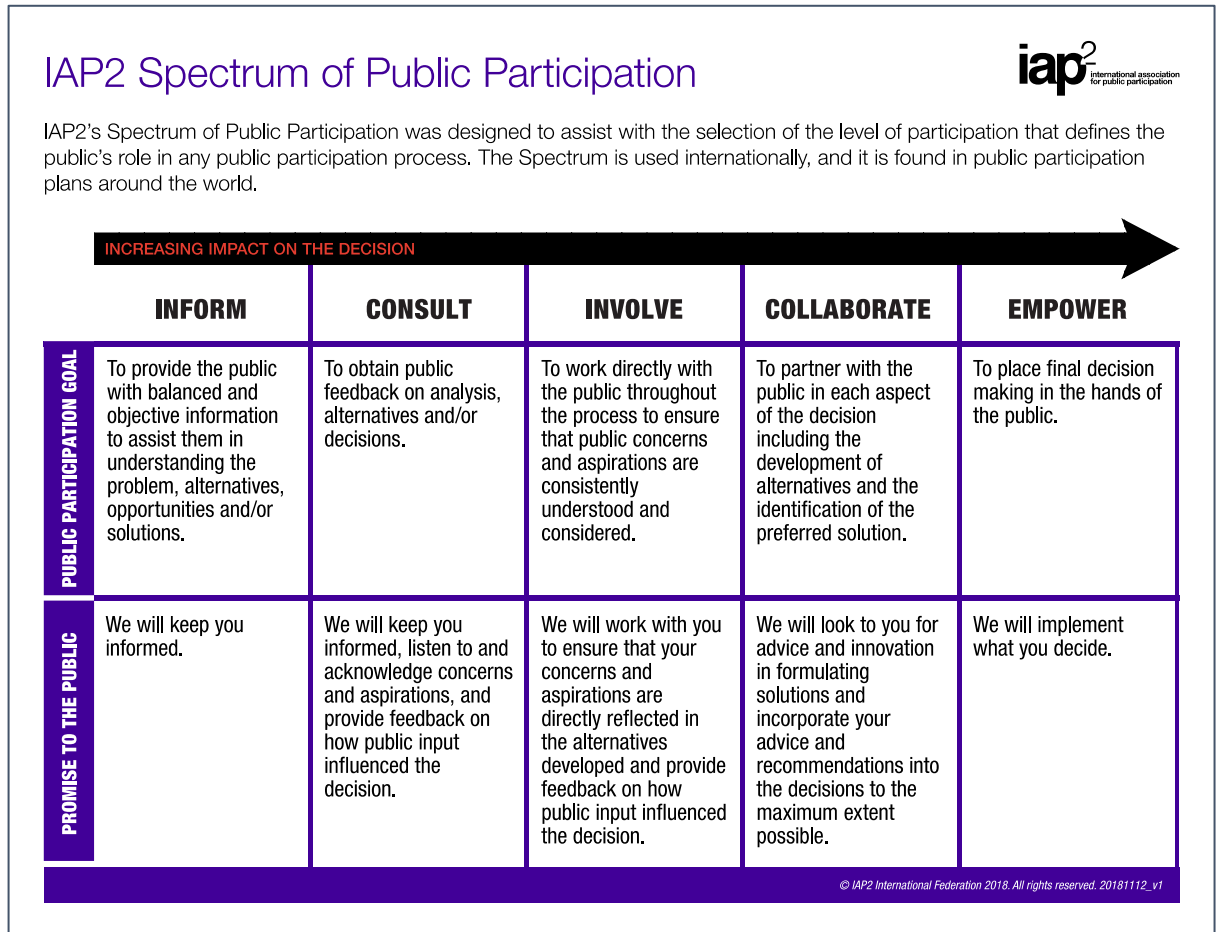 IAP2 Spectrum of Public Participation
iap2
international association
for public participation
IAP2's Spectrum of Public Participation was designed to assist with the selection of the level of participation that defines the
public's role in any public participation process. The Spectrum is used internationally, and it is found in public participation
plans around the world.
INCREASING IMPACT ON THE DECISION
INFORM
CONSULT
INVOLVE
COLLABORATE
EMPOWER
PUBLIC PARTICIPATION GOAL
To provide the public
with balanced and
objective information
to assist them in
understanding the
problem, alternatives,
opportunities and/or
solutions.
To obtain public
feedback on analysis,
alternatives and/or
decisions.
To work directly with
the public throughout
the process to ensure
that public concerns
and aspirations are
consistently
understood and
considered.
To partner with the
public in each aspect
of the decision
including the
development of
alternatives and the
identification of the
preferred solution.
To place final decision
making in the hands of
the public.
PROMISE TO THE PUBLIC
We will keep you
informed.
We will keep you
informed, listen to and
acknowledge concerns
and aspirations, and
provide feedback on
how public input
influenced the
decision.
We will work with you
to ensure that your
concerns and
aspirations are
directly reflected in
the alternatives
developed and provide
feedback on how
public input influenced
the decision.
We will look to you for
advice and innovation
in formulating
solutions and
incorporate your
advice and
recommendations into
the decisions to the
maximum extent
possible.
We will implement
what you decide.
© IAP2 International Federation 2018. All rights reserved. 20181112_v1